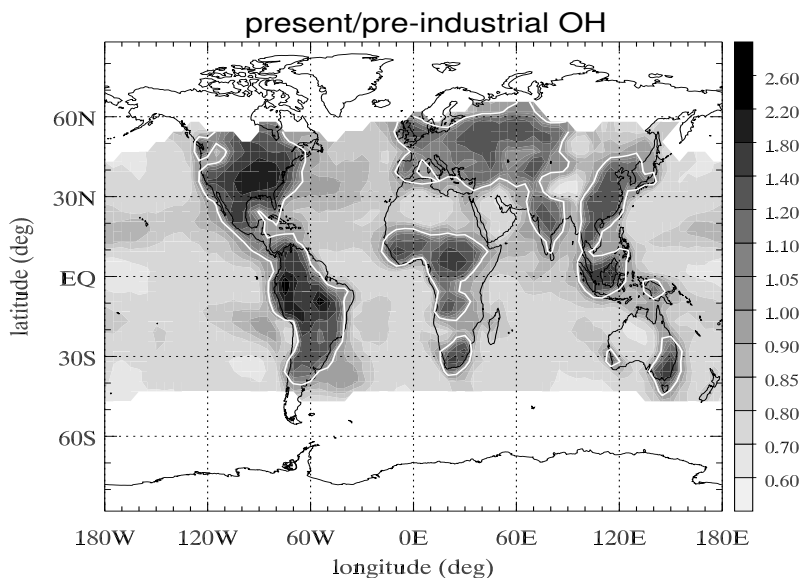 present/pre-industrial OH
60N
30N
EQ
30S
60S
latitude (deg)
180W 120W 60W 0E 60E 120E 180E
longitude (deg)
2.60
2.20
1.80
1.40
1.20
1.10
1.05
1.00
0.90
0.85
0.80
0.70
0.60